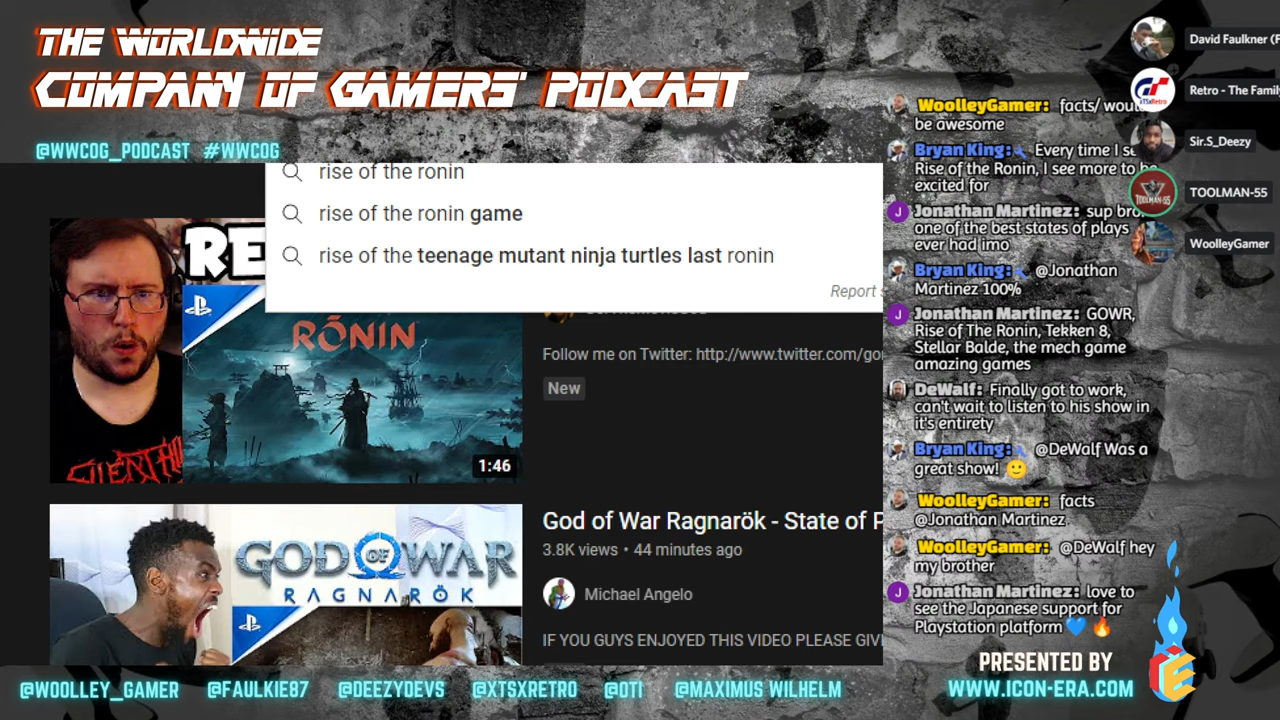 THE WORLDWIDE
COMPANY OF GAMERS' PODCAST
@WWCOG_PODCAST #WWCOG
rise of the ronin
rise of the ronin game
rise of the teenage mutant ninja turtles last ronin
Report
RE
RŌNIN
SILENT HI
1:46
Follow me on Twitter: http://www.twitter.com/go
New
GOD OF WAR
RAGNARÖK
God of War Ragnarök - State of P
3.8K views • 44 minutes ago
Michael Angelo
IF YOU GUYS ENJOYED THIS VIDEO PLEASE GIV
David Faulkner (F
Retro - The Family
Sir.S_Deezy
TOOLMAN-55
WoolleyGamer
WoolleyGamer: facts/ woul
be awesome
Bryan King: Every time I se
Rise of the Ronin, I see more to be
excited for
Jonathan Martinez: sup bro.
one of the best states of plays
ever had imo
Bryan King: @Jonathan
Martinez 100%
Jonathan Martinez: GOWR,
Rise of The Ronin, Tekken 8,
Stellar Balde, the mech game
amazing games
DeWalf: Finally got to work,
can't wait to listen to his show in
it's entirety
Bryan King: @DeWalf Was a
great show! 🙂
WoolleyGamer: facts
@Jonathan Martinez
WoolleyGamer: @DeWalf hey
my brother
Jonathan Martinez: love to
see the Japanese support for
Playstation platform 💙 🔥
PRESENTED BY
WWW.ICON-ERA.COM
@WOOLLEY_GAMER @FAULKIE87 @DEEZYDEVS @XTSXRETRO @OTI @MAXIMUS WILHELM